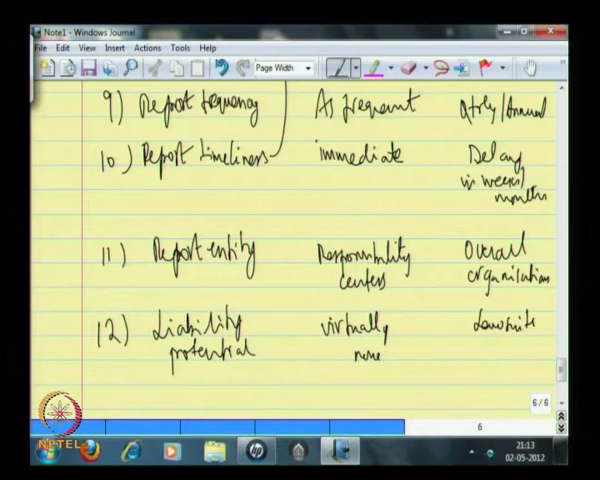 Note1 - Windows Journal
File Edit View Insert Actions Tools Help
Page Width
9) Report frequency As frequent Qtrly/Annual
10) Report timeliness immediate Delay
in weeks/
months
11) Report entity Responsibility Overall
centers organisations
12) Liability virtually
potential none
6/6
6
NPTEL
hp
21:13
02-05-2012